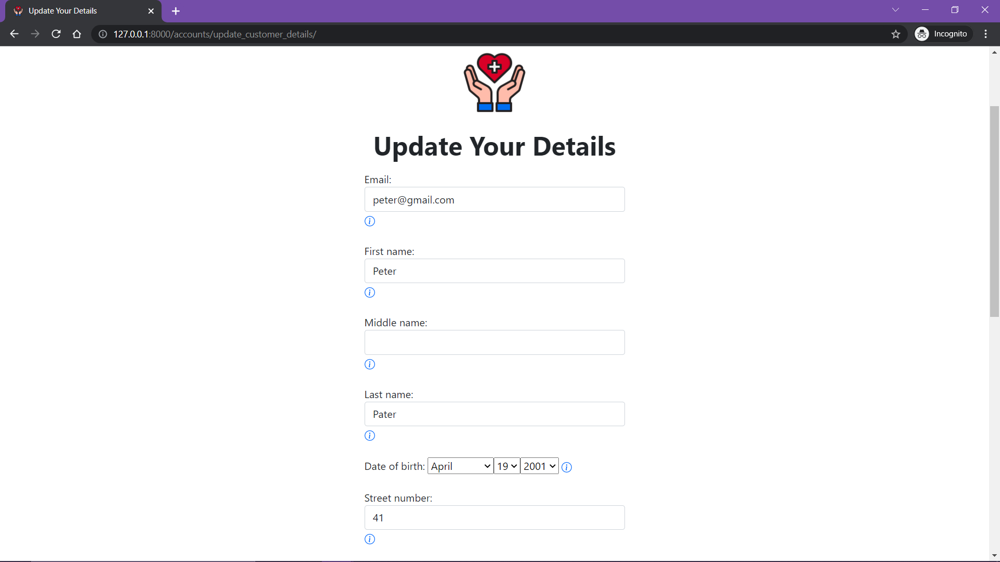 Update Your Details
127.0.0.1:8000/accounts/update_customer_details/
Incognito
Update Your Details
Email:
peter@gmail.com
First name:
Peter
Middle name:
Last name:
Pater
Date of birth: April 19 2001
Street number:
41